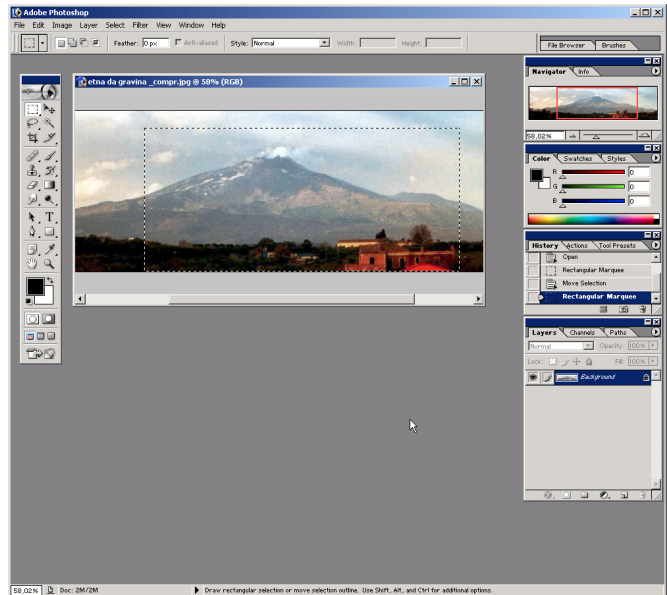 Adobe Photoshop
File Edit Image Layer Select Filter View Window Help
Feather: 0 px Anti-aliased Style: Normal Width: Height: File Browser Brushes
etna da gravina _compr.jpg @ 58% (RGB)
Navigator Info
58,02%
Color Swatches Styles
R 0
G 0
B 0
History Actions Tool Presets
Open
Rectangular Marquee
Move Selection
Rectangular Marquee
Layers Channels Paths
Normal Opacity: 100%
Lock: Fill: 100%
Background
T
58,02% Doc: 2M/2M Draw rectangular selection or move selection outline. Use Shift, Alt, and Ctrl for additional options.